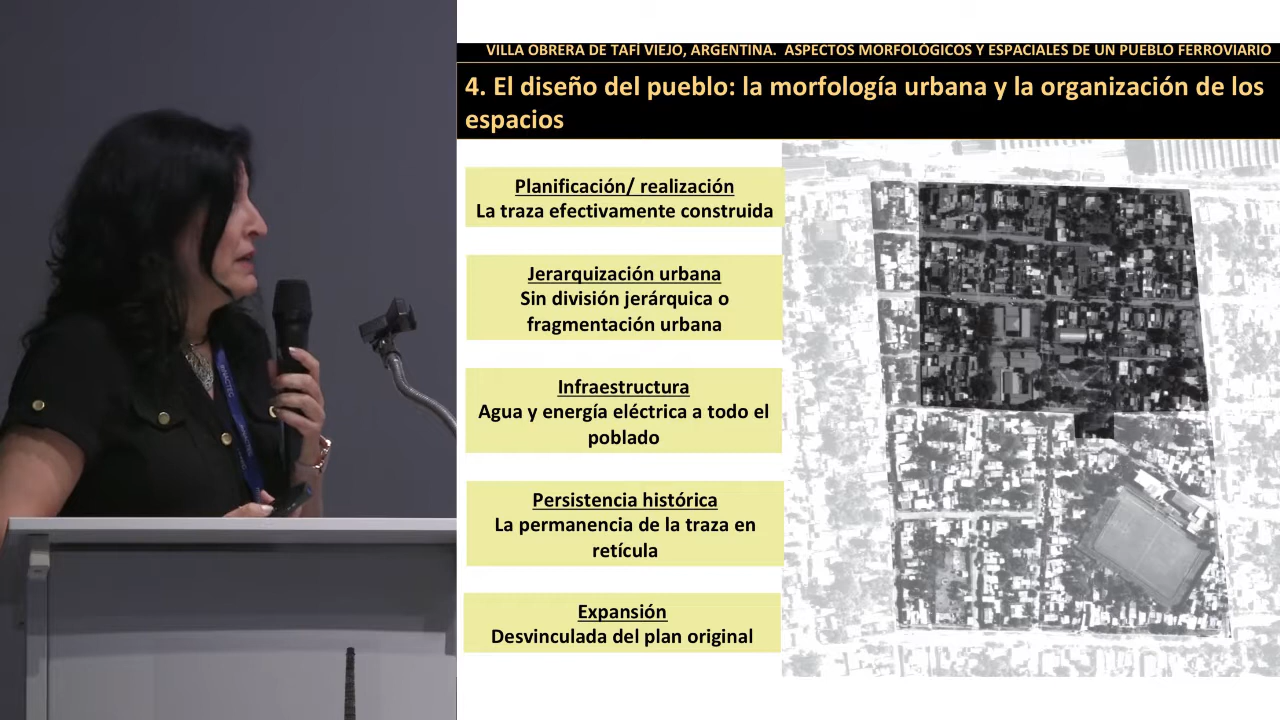 VILLA OBRERA DE TAFÍ VIEJO, ARGENTINA. ASPECTOS MORFOLÓGICOS Y ESPACIALES DE UN PUEBLO FERROVIARIO
4. El diseño del pueblo: la morfología urbana y la organización de los
espacios
Planificación/ realización
La traza efectivamente construida
Jerarquización urbana
Sin división jerárquica o
fragmentación urbana
Infraestructura
Agua y energía eléctrica a todo el
poblado
Persistencia histórica
La permanencia de la traza en
retícula
Expansión
Desvinculada del plan original